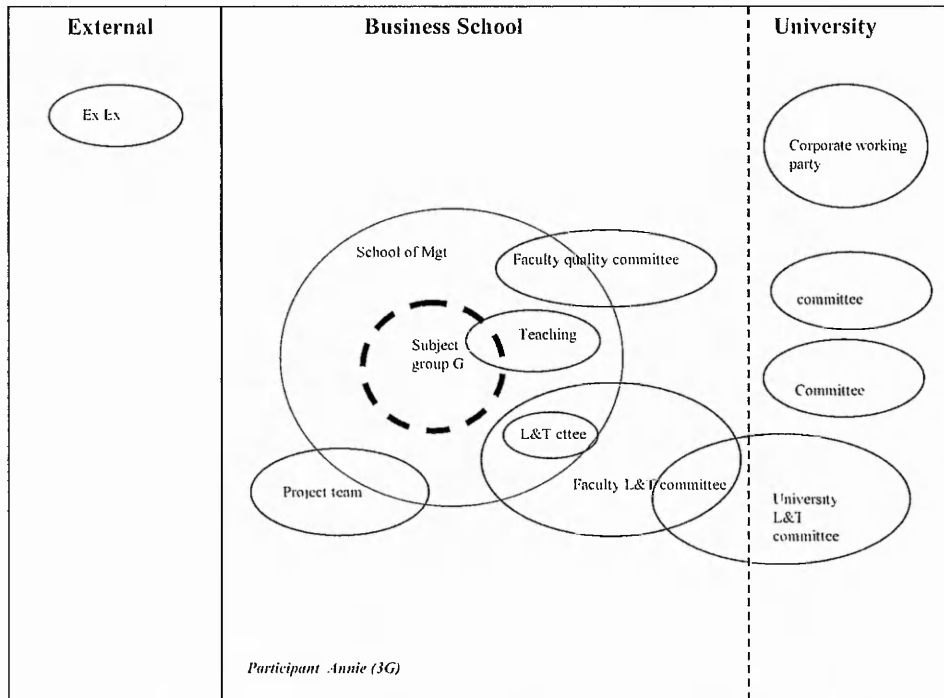 External
Business School
University
Ex Ex
Corporate working
party
School of Mgt
Faculty quality committee
committee
Teaching
Subject
group G
Committee
L&T cttee
Project team
Faculty L&T committee
University
L&T
committee
Participant Annie (3G)